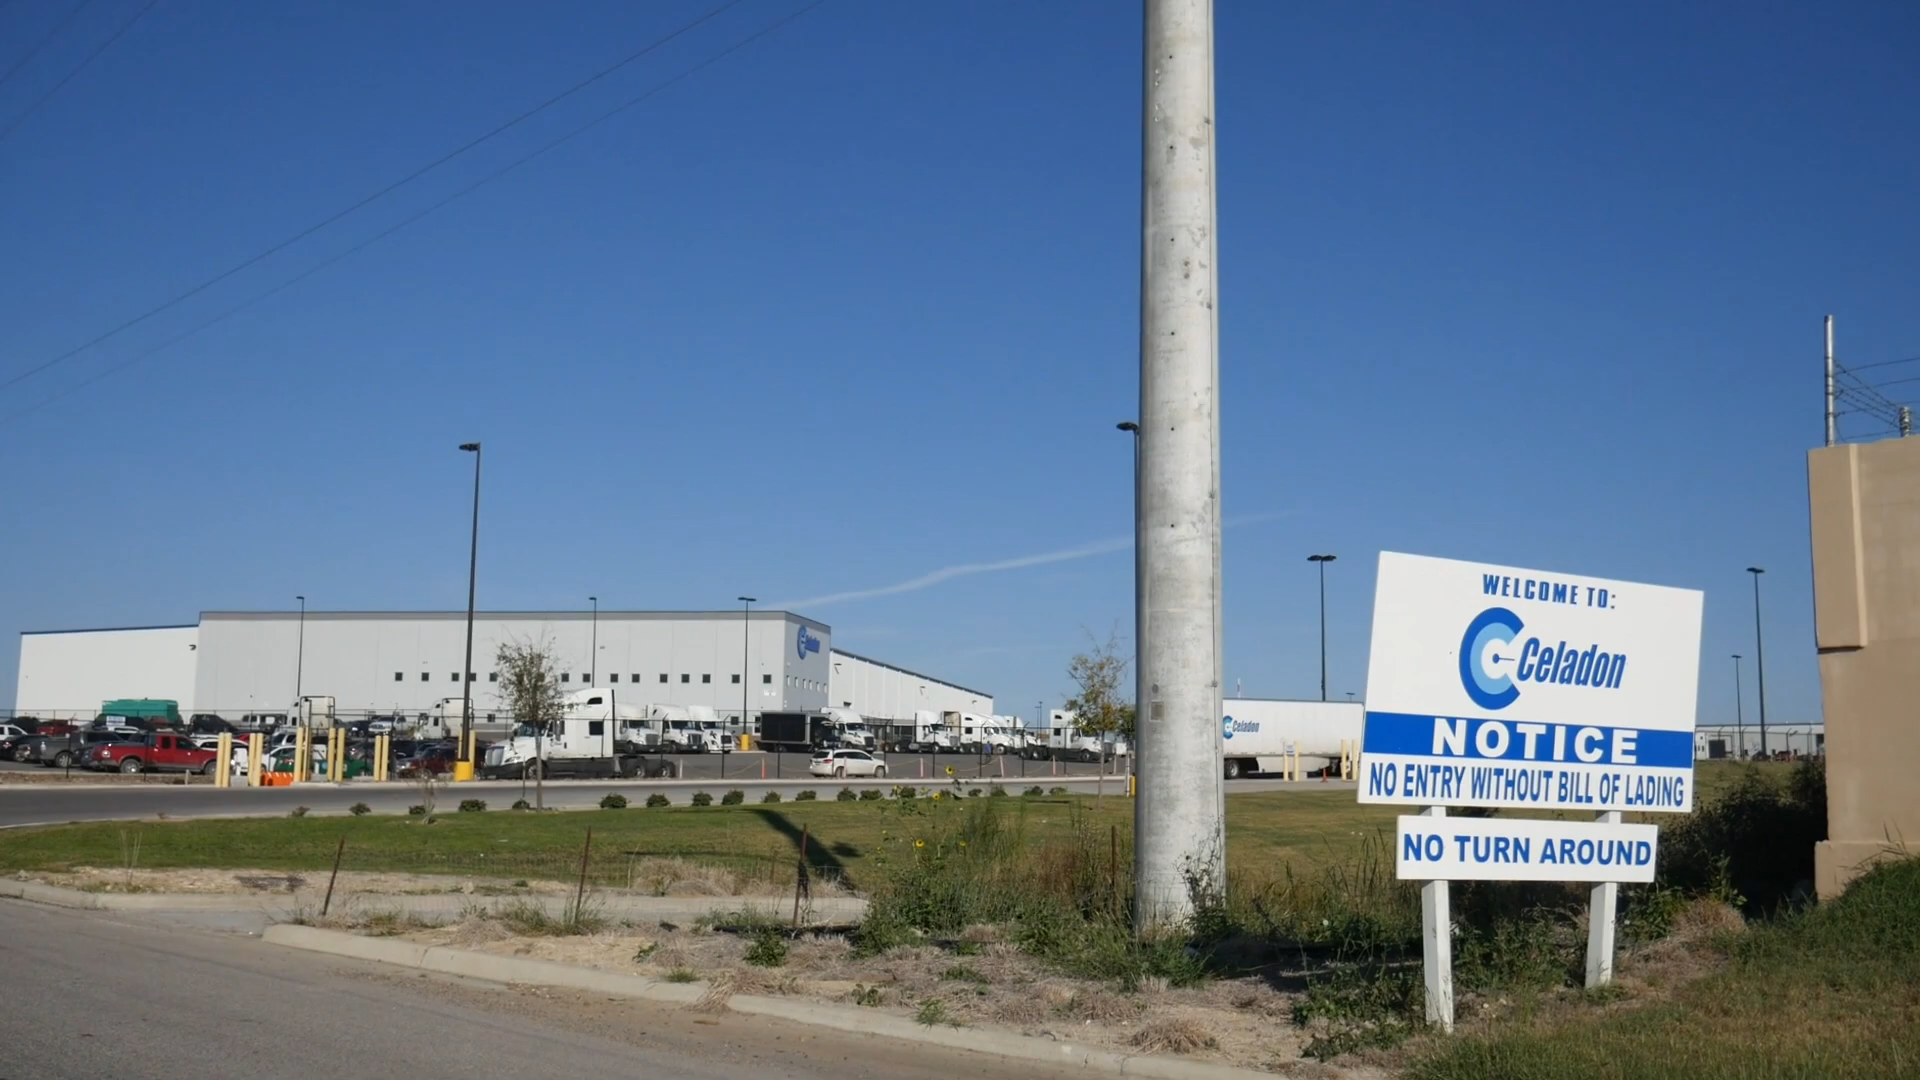 WELCOME TO:
Celadon
NOTICE
NO ENTRY WITHOUT BILL OF LADING
NO TURN AROUND
Celadon
Celadon